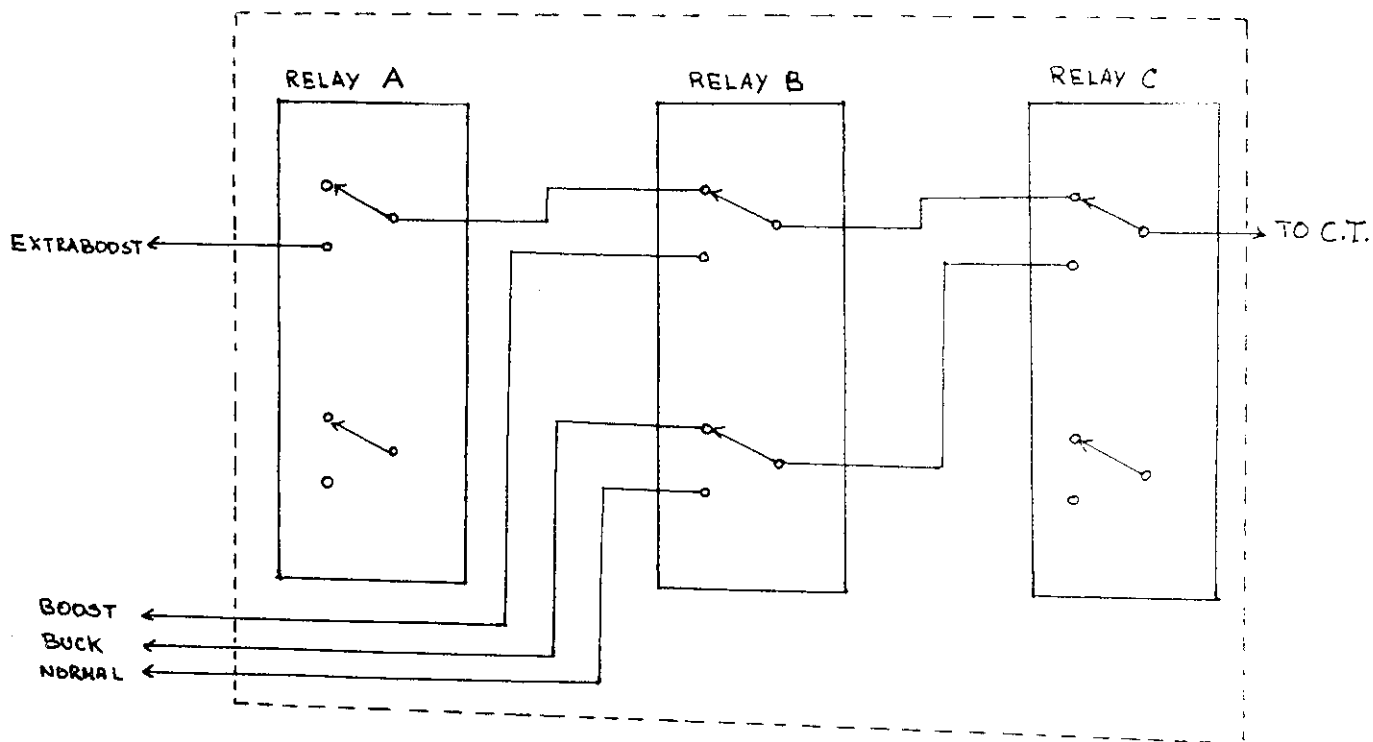 RELAY A
RELAY B
RELAY C
EXTRABOOST
TO C.T.
BOOST
BUCK
NORMAL